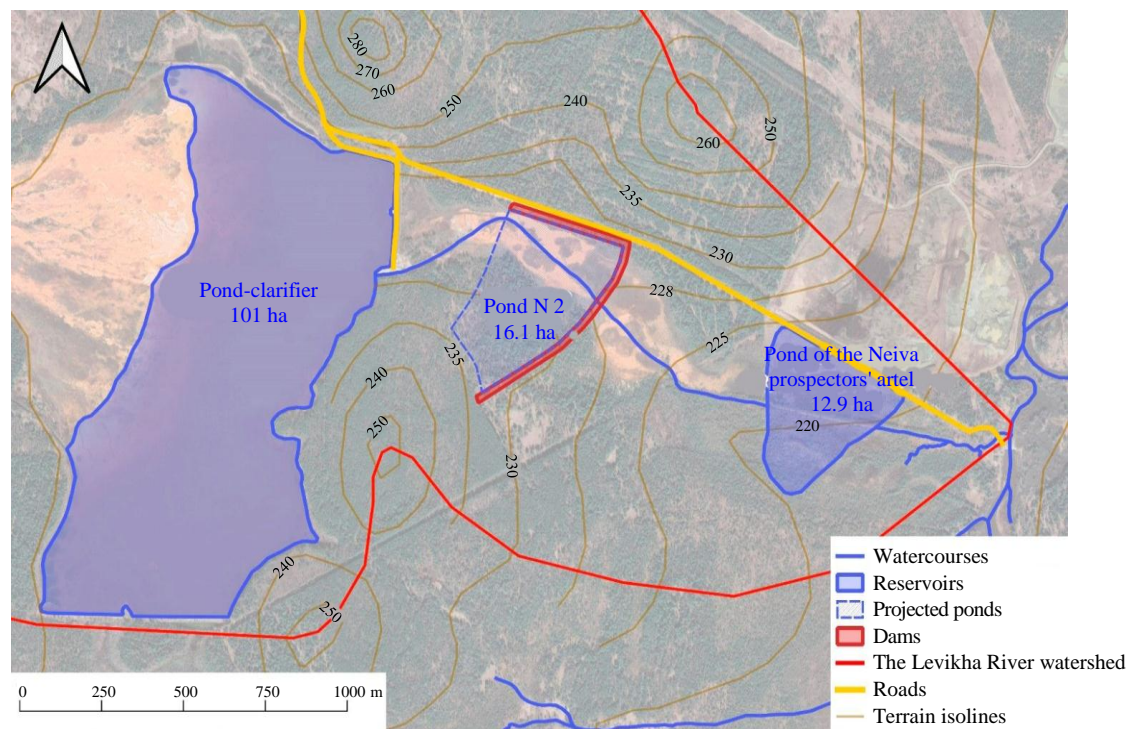 280
270
260
250
240
250
260
235
230
Pond-clarifier
101 ha
Pond N 2
16.1 ha
228
225
235
Pond of the Neiva
prospectors' artel
12.9 ha
240
250
220
230
240
250
Watercourses
Reservoirs
Projected ponds
Dams
The Levikha River watershed
Roads
Terrain isolines
0 250 500 750 1000 m